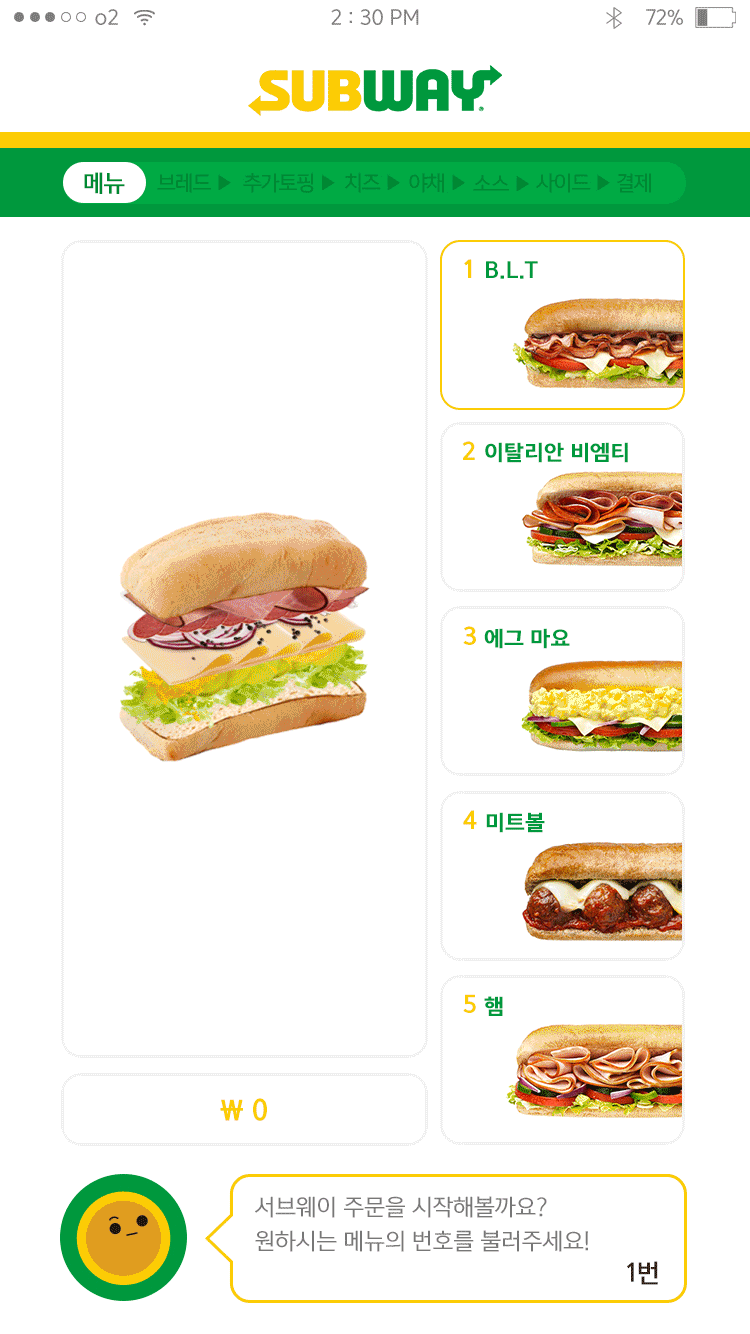 o2 2 : 30 PM 72%
SUBWAY
메뉴 브레드 ▶ 추가토핑 ▶ 치즈 ▶ 야채 ▶ 소스 ▶ 사이드 ▶ 결제
1 B.L.T
2 이탈리안 비엠티
3 에그 마요
4 미트볼
5 햄
₩ 0
서브웨이 주문을 시작해볼까요?
원하시는 메뉴의 번호를 불러주세요!
1번